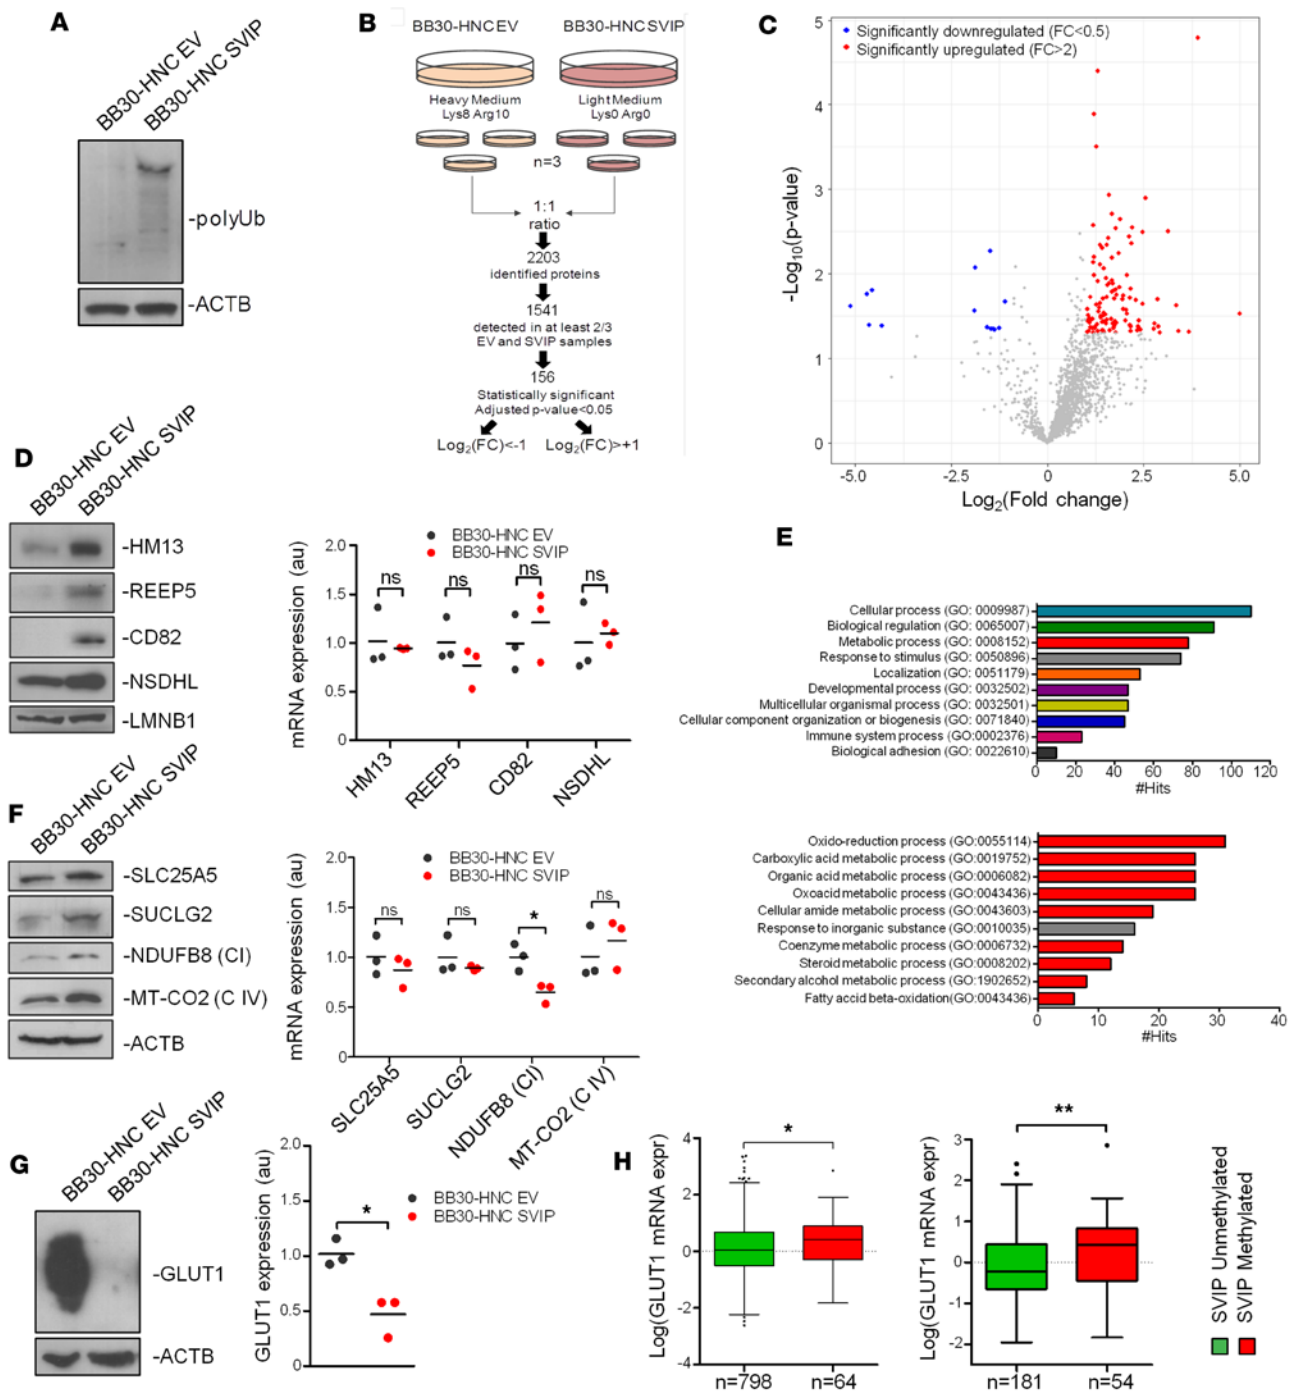 A
BB30-HNC EV
BB30-HNC SVIP
-polyUb
-ACTB
B
BB30-HNC EV
BB30-HNC SVIP
Heavy Medium
Lys8 Arg10
Light Medium
Lys0 Arg0
n=3
1:1
ratio
2203
identified proteins
1541
detected in at least 2/3
EV and SVIP samples
156
Statistically significant
Adjusted p-value<0.05
Log2(FC)<-1
Log2(FC)>+1
C
Significantly downregulated (FC<0.5)
Significantly upregulated (FC>2)
5
4
3
2
1
0
-Log10(p-value)
-5.0
-2.5
0
2.5
5.0
Log2(Fold change)
D
BB30-HNC EV
BB30-HNC SVIP
-HM13
-REEP5
-CD82
-NSDHL
-LMNB1
mRNA expression (au)
2.0
1.5
1.0
0.5
0
BB30-HNC EV
BB30-HNC SVIP
ns
ns
ns
ns
HM13
REEP5
CD82
NSDHL
E
Cellular process (GO: 0009987)
Biological regulation (GO: 0065007)
Metabolic process (GO: 0008152)
Response to stimulus (GO: 0050896)
Localization (GO: 0051179)
Developmental process (GO: 0032502)
Multicellular organismal process (GO: 0032501)
Cellular component organization or biogenesis (GO: 0071840)
Immune system process (GO:0002376)
Biological adhesion (GO: 0022610)
0 20 40 60 80 100 120
#Hits
Oxido-reduction process (GO:0055114)
Carboxylic acid metabolic process (GO:0019752)
Organic acid metabolic process (GO:0006082)
Oxoacid metabolic process (GO:0043436)
Cellular amide metabolic process (GO:0043603)
Response to inorganic substance (GO:0010035)
Coenzyme metabolic process (GO:0006732)
Steroid metabolic process (GO:0008202)
Secondary alcohol metabolic process (GO:1902652)
Fatty accid beta-oxidation(GO:0043436)
0 10 20 30 40
#Hits
F
BB30-HNC EV
BB30-HNC SVIP
-SLC25A5
-SUCLG2
-NDUFB8 (CI)
-MT-CO2 (C IV)
-ACTB
mRNA expression (au)
2.0
1.5
1.0
0.5
0
BB30-HNC EV
BB30-HNC SVIP
ns
ns
*
ns
SLC25A5
SUCLG2
NDUFB8 (CI)
MT-CO2 (C IV)
G
BB30-HNC EV
BB30-HNC SVIP
-GLUT1
-ACTB
GLUT1 expression (au)
2.0
1.5
1.0
0.5
0
BB30-HNC EV
BB30-HNC SVIP
*
H
Log(GLUT1 mRNA expr)
4
2
0
-2
-4
*
n=798
n=64
Log(GLUT1 mRNA expr)
3
2
1
0
-1
-2
**
n=181
n=54
SVIP Unmethylated
SVIP Methylated